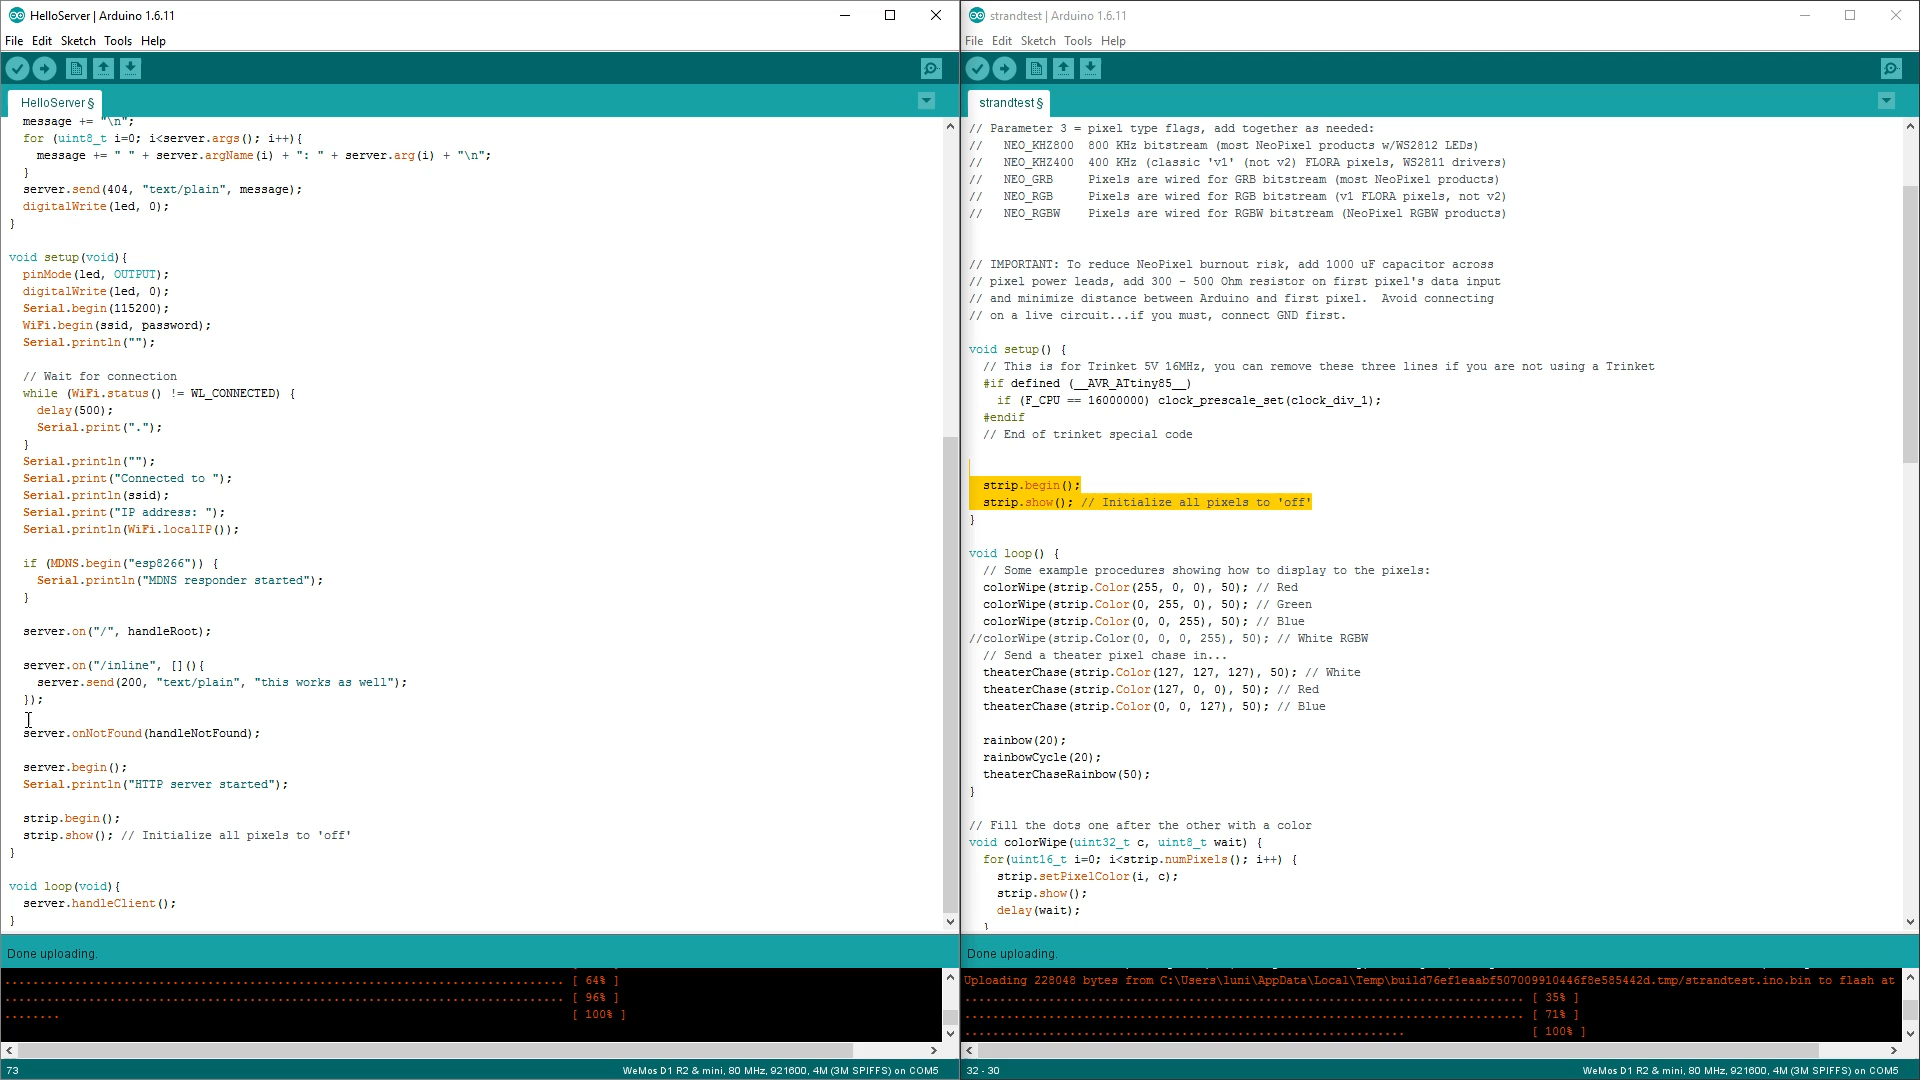 HelloServer | Arduino 1.6.11
File Edit Sketch Tools Help
HelloServer §
message += "\n";
for (uint8_t i=0; i<server.args(); i++){
message += " " + server.argName(i) + ": " + server.arg(i) + "\n";
}
server.send(404, "text/plain", message);
digitalWrite(led, 0);
}
void setup(void){
pinMode(led, OUTPUT);
digitalWrite(led, 0);
Serial.begin(115200);
WiFi.begin(ssid, password);
Serial.println("");
// Wait for connection
while (WiFi.status() != WL_CONNECTED) {
delay(500);
Serial.print(".");
}
Serial.println("");
Serial.print("Connected to ");
Serial.println(ssid);
Serial.print("IP address: ");
Serial.println(WiFi.localIP());
if (MDNS.begin("esp8266")) {
Serial.println("MDNS responder started");
}
server.on("/", handleRoot);
server.on("/inline", [](){
server.send(200, "text/plain", "this works as well");
});
server.onNotFound(handleNotFound);
server.begin();
Serial.println("HTTP server started");
strip.begin();
strip.show(); // Initialize all pixels to 'off'
}
void loop(void){
server.handleClient();
}
Done uploading.
................................................................................ [ 64% ]
................................................................................ [ 96% ]
........ [ 100% ]
73
WeMos D1 R2 & mini, 80 MHz, 921600, 4M (3M SPIFFS) on COM5
strandtest | Arduino 1.6.11
File Edit Sketch Tools Help
strandtest §
// Parameter 3 = pixel type flags, add together as needed:
// NEO_KHZ800 800 KHz bitstream (most NeoPixel products w/WS2812 LEDs)
// NEO_KHZ400 400 KHz (classic 'v1' (not v2) FLORA pixels, WS2811 drivers)
// NEO_GRB Pixels are wired for GRB bitstream (most NeoPixel products)
// NEO_RGB Pixels are wired for RGB bitstream (v1 FLORA pixels, not v2)
// NEO_RGBW Pixels are wired for RGBW bitstream (NeoPixel RGBW products)
// IMPORTANT: To reduce NeoPixel burnout risk, add 1000 uF capacitor across
// pixel power leads, add 300 - 500 Ohm resistor on first pixel's data input
// and minimize distance between Arduino and first pixel. Avoid connecting
// on a live circuit...if you must, connect GND first.
void setup() {
// This is for Trinket 5V 16MHz, you can remove these three lines if you are not using a Trinket
#if defined (__AVR_ATtiny85__)
if (F_CPU == 16000000) clock_prescale_set(clock_div_1);
#endif
// End of trinket special code
strip.begin();
strip.show(); // Initialize all pixels to 'off'
}
void loop() {
// Some example procedures showing how to display to the pixels:
colorWipe(strip.Color(255, 0, 0), 50); // Red
colorWipe(strip.Color(0, 255, 0), 50); // Green
colorWipe(strip.Color(0, 0, 255), 50); // Blue
//colorWipe(strip.Color(0, 0, 0, 255), 50); // White RGBW
// Send a theater pixel chase in...
theaterChase(strip.Color(127, 127, 127), 50); // White
theaterChase(strip.Color(127, 0, 0), 50); // Red
theaterChase(strip.Color(0, 0, 127), 50); // Blue
rainbow(20);
rainbowCycle(20);
theaterChaseRainbow(50);
}
// Fill the dots one after the other with a color
void colorWipe(uint32_t c, uint8_t wait) {
for(uint16_t i=0; i<strip.numPixels(); i++) {
strip.setPixelColor(i, c);
strip.show();
delay(wait);
}
Done uploading.
Uploading 228048 bytes from C:\Users\luni\AppData\Local\Temp\build76ef1eaabf507009910446f8e585442d.tmp/strandtest.ino.bin to flash at
................................................................................ [ 35% ]
................................................................................ [ 71% ]
............................................................... [ 100% ]
32 - 30
WeMos D1 R2 & mini, 80 MHz, 921600, 4M (3M SPIFFS) on COM5